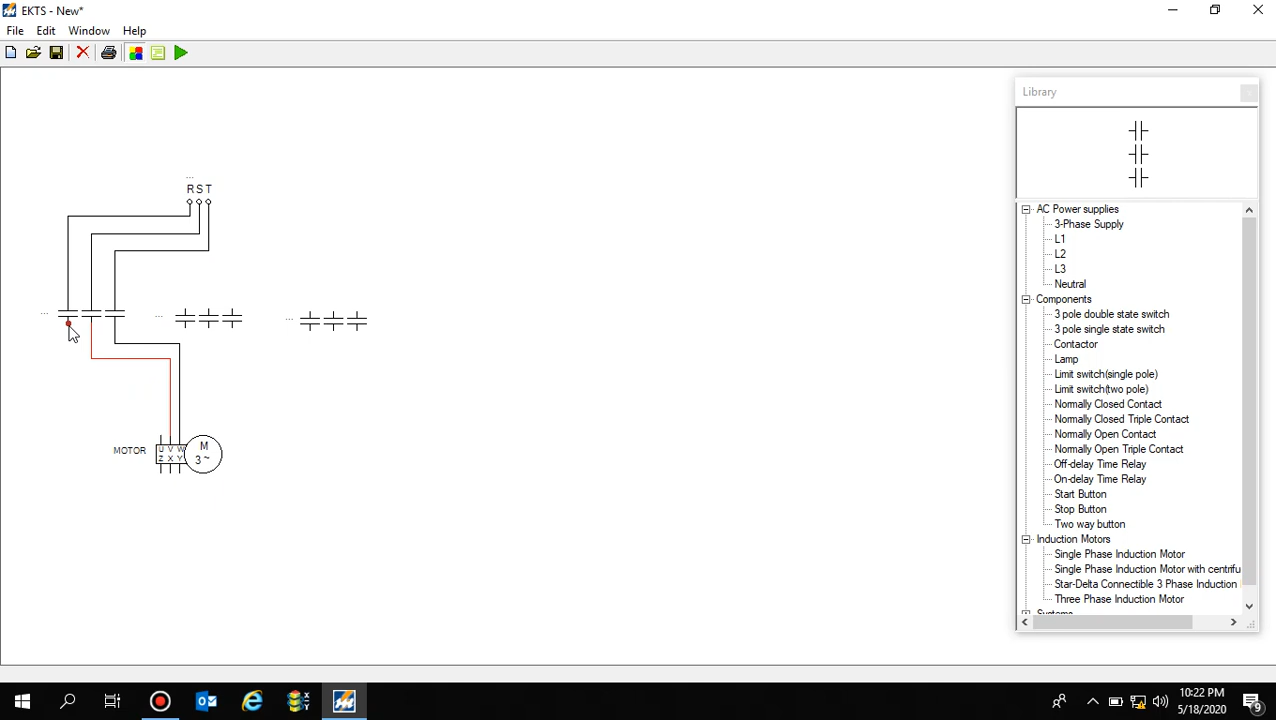 EKTS - New*
File Edit Window Help
Library
R S T
...
...
...
...
MOTOR
U V W
Z X Y
M
3 ~
AC Power supplies
3-Phase Supply
L1
L2
L3
Neutral
Components
3 pole double state switch
3 pole single state switch
Contactor
Lamp
Limit switch(single pole)
Limit switch(two pole)
Normally Closed Contact
Normally Closed Triple Contact
Normally Open Contact
Normally Open Triple Contact
Off-delay Time Relay
On-delay Time Relay
Start Button
Stop Button
Two way button
Induction Motors
Single Phase Induction Motor
Single Phase Induction Motor with centrifu
Star-Delta Connectible 3 Phase Induction
Three Phase Induction Motor
Systems
10:22 PM
5/18/2020
9